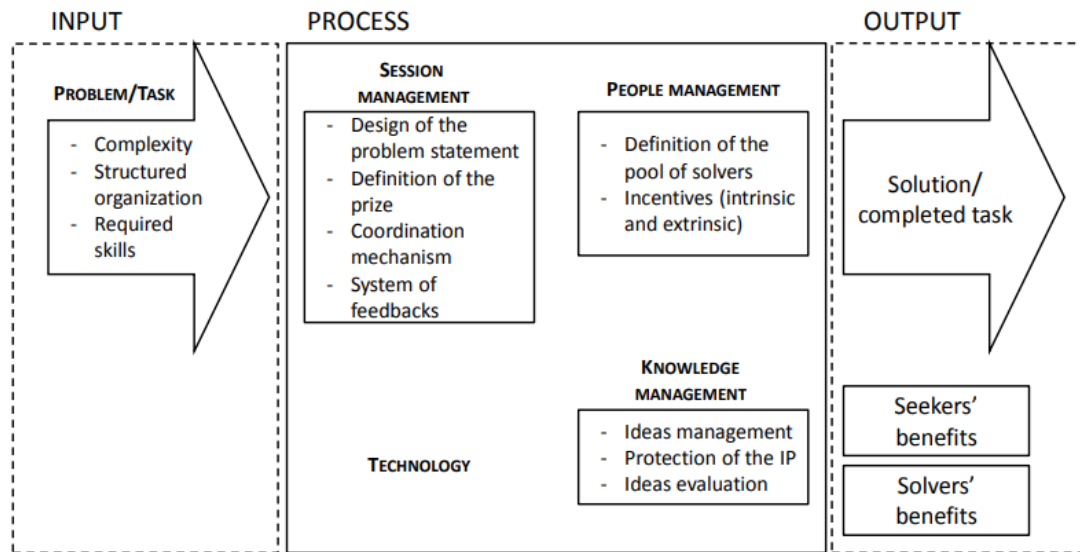 INPUT
PROBLEM/TASK
- Complexity
- Structured
organization
- Required
skills
PROCESS
SESSION
MANAGEMENT
- Design of the
problem statement
- Definition of the
prize
- Coordination
mechanism
- System of
feedbacks
PEOPLE MANAGEMENT
- Definition of the
pool of solvers
- Incentives (intrinsic
and extrinsic)
TECHNOLOGY
KNOWLEDGE
MANAGEMENT
- Ideas management
- Protection of the IP
- Ideas evaluation
OUTPUT
Solution/
completed task
Seekers’
benefits
Solvers’
benefits